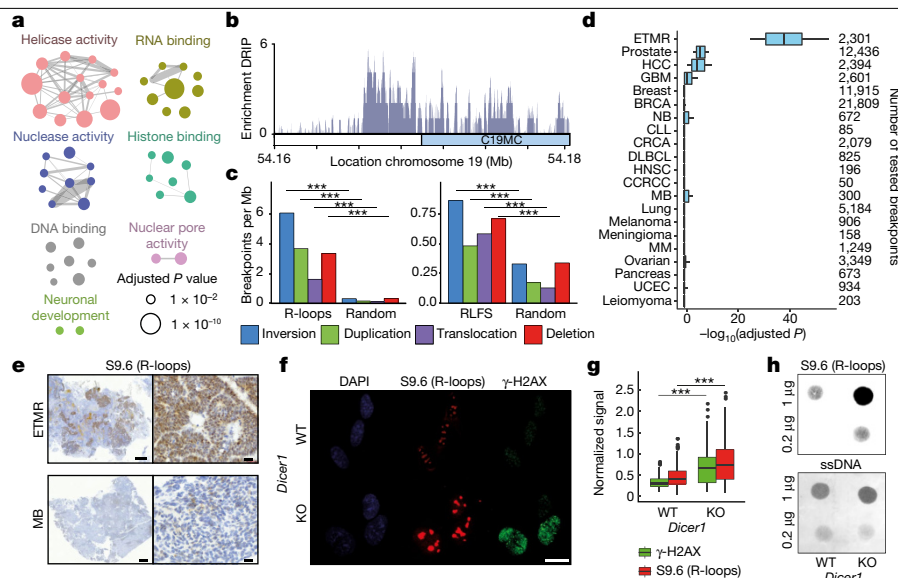 a
Helicase activity
RNA binding
Nuclease activity
Histone binding
DNA binding
Nuclear pore
activity
Adjusted P value
1 × 10⁻²
1 × 10⁻¹⁰
Neuronal
development
b
Enrichment DRIP
6
0
C19MC
54.16
Location chromosome 19 (Mb)
54.18
c
Breakpoints per Mb
6
4
2
0
***
***
***
***
R-loops
Random
0.75
0.50
0.25
0
***
***
***
***
RLFS
Random
Inversion
Duplication
Translocation
Deletion
d
ETMR 2,301
Prostate 12,436
HCC 2,394
GBM 2,601
Breast 11,915
BRCA 21,809
NB 672
CLL 85
CRCA 2,079
DLBCL 825
HNSC 196
CCRCC 50
MB 300
Lung 5,184
Melanoma 906
Meningioma 158
MM 1,249
Ovarian 3,349
Pancreas 673
UCEC 934
Leiomyoma 203
0 20 40
−log₁₀(adjusted P)
Number of tested breakpoints
e
S9.6 (R-loops)
ETMR
MB
f
DAPI
S9.6 (R-loops)
γ-H2AX
WT
KO
Dicer1
g
Normalized signal
2.5
2.0
1.5
1.0
0.5
0
***
***
WT
KO
Dicer1
γ-H2AX
S9.6 (R-loops)
h
S9.6 (R-loops)
1 µg
0.2 µg
ssDNA
1 µg
0.2 µg
WT
KO
Dicer1